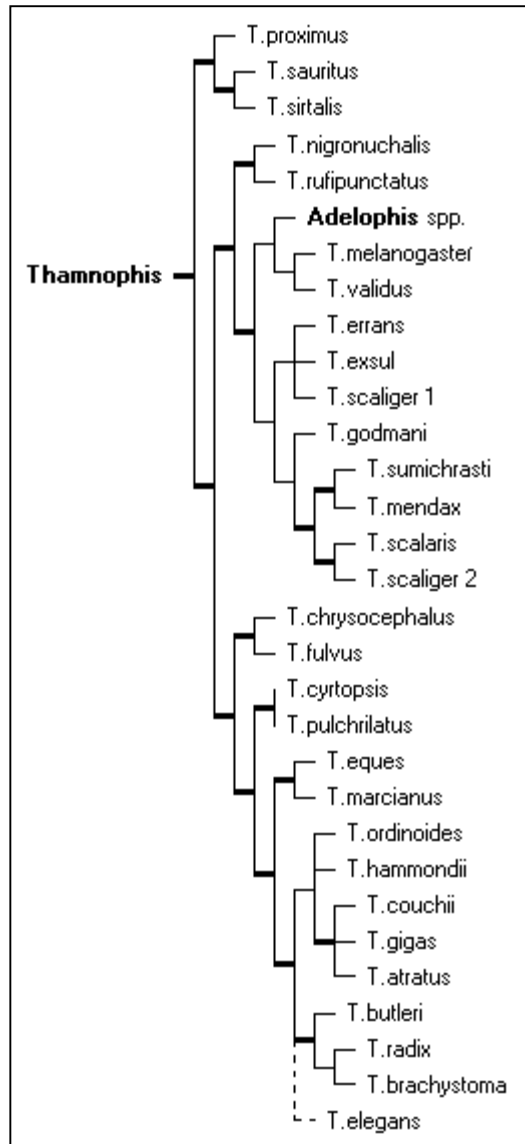 T.proximus
T.sauritus
T.sirtalis
T.nigronuchalis
T.rufipunctatus
Adelophis spp.
T.melanogaster
Thamnophis
T.validus
T.errans
T.exsul
T.scaliger 1
T.godmani
T.sumichrasti
T.mendax
T.scalaris
T.scaliger 2
T.chrysocephalus
T.fulvus
T.cyrtopsis
T.pulchrilatus
T.eques
T.marcianus
T.ordinoides
T.hammondii
T.couchii
T.gigas
T.atratus
T.butleri
T.radix
T.brachystoma
T.elegans